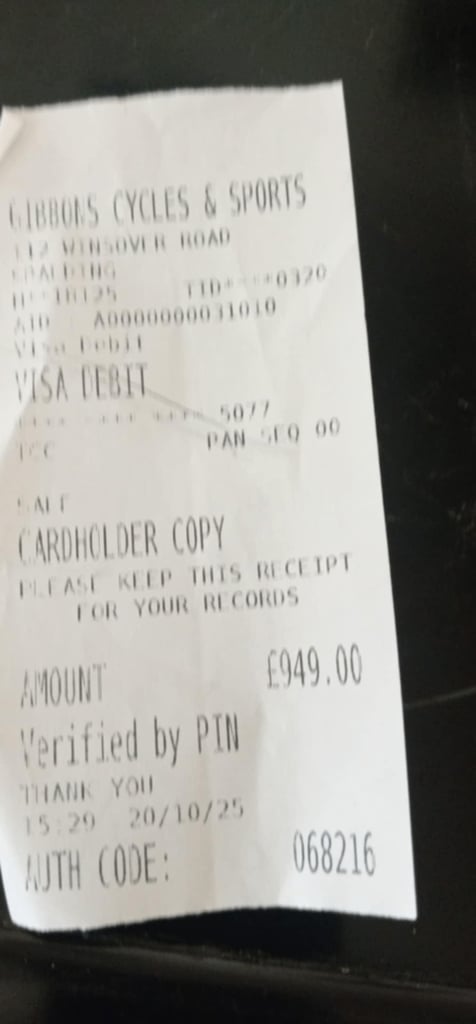 GIBBONS CYCLES & SPORTS
112 WINSOVER ROAD
SPALDING
M**18125 TID****0320
AID A0000000031010
Visa Debit
VISA DEBIT
**** **** **** 5077
ICC PAN SEQ 00
SALE
CARDHOLDER COPY
PLEASE KEEP THIS RECEIPT
FOR YOUR RECORDS
AMOUNT £949.00
Verified by PIN
THANK YOU
15:29 20/10/25
AUTH CODE: 068216